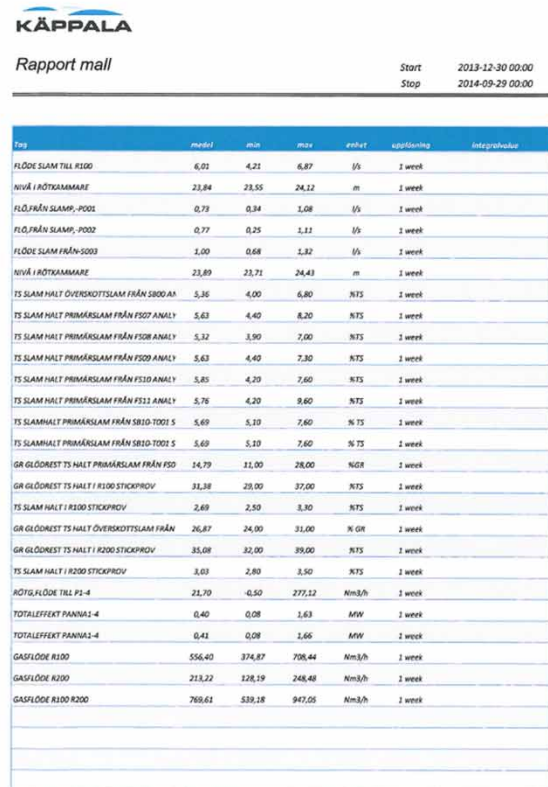 KÄPPALA
Rapport mall
Start 2013-12-30 00:00
Stop 2014-09-29 00:00
Tag medel min max enhet upplösning integralvalue
FLÖDE SLAM TILL R100 6,01 4,21 6,87 l/s 1 week
NIVÅ I RÖTKAMMARE 23,84 23,55 24,12 m 1 week
FLÖ,FRÅN SLAMP,-P001 0,73 0,34 1,08 l/s 1 week
FLÖ,FRÅN SLAMP,-P002 0,77 0,25 1,11 l/s 1 week
FLÖDE SLAM FRÅN-S003 1,00 0,68 1,32 l/s 1 week
NIVÅ I RÖTKAMMARE 23,89 23,71 24,43 m 1 week
TS SLAM HALT ÖVERSKOTTSLAM FRÅN SB00 AN 5,36 4,00 6,80 %TS 1 week
TS SLAM HALT PRIMÄRSLAM FRÅN FS07 ANALY 5,63 4,40 8,20 %TS 1 week
TS SLAM HALT PRIMÄRSLAM FRÅN FS08 ANALY 5,32 3,90 7,00 %TS 1 week
TS SLAM HALT PRIMÄRSLAM FRÅN FS09 ANALY 5,63 4,40 7,30 %TS 1 week
TS SLAM HALT PRIMÄRSLAM FRÅN FS10 ANALY 5,85 4,20 7,60 %TS 1 week
TS SLAM HALT PRIMÄRSLAM FRÅN FS11 ANALY 5,76 4,20 9,60 %TS 1 week
TS SLAMHALT PRIMÄRSLAM FRÅN SB10-T001 S 5,69 5,10 7,60 % TS 1 week
TS SLAMHALT PRIMÄRSLAM FRÅN SB10-T001 S 5,69 5,10 7,60 % TS 1 week
GR GLÖDREST TS HALT PRIMÄRSLAM FRÅN FS0 14,79 11,00 28,00 %GR 1 week
GR GLÖDREST TS HALT I R100 STICKPROV 31,38 29,00 37,00 %TS 1 week
TS SLAM HALT I R100 STICKPROV 2,69 2,50 3,30 %TS 1 week
GR GLÖDREST TS HALT ÖVERSKOTTSLAM FRÅN 26,87 24,00 31,00 % GR 1 week
GR GLÖDREST TS HALT I R200 STICKPROV 35,08 32,00 39,00 %TS 1 week
TS SLAM HALT I R200 STICKPROV 3,03 2,80 3,50 %TS 1 week
RÖTG,FLÖDE TILL P1-4 21,70 -0,50 277,12 Nm3/h 1 week
TOTALEFFEKT PANNA1-4 0,40 0,08 1,63 MW 1 week
TOTALEFFEKT PANNA1-4 0,41 0,08 1,66 MW 1 week
GASFLÖDE R100 556,40 374,87 708,44 Nm3/h 1 week
GASFLÖDE R200 213,22 128,19 248,48 Nm3/h 1 week
GASFLÖDE R100 R200 769,61 539,18 947,05 Nm3/h 1 week